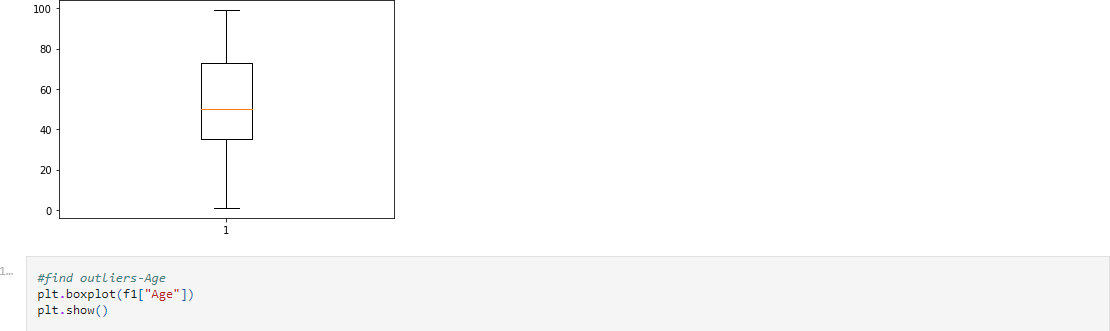 100
80
60
40
20
0
1
1…
#find outliers-Age
plt.boxplot(f1["Age"])
plt.show()